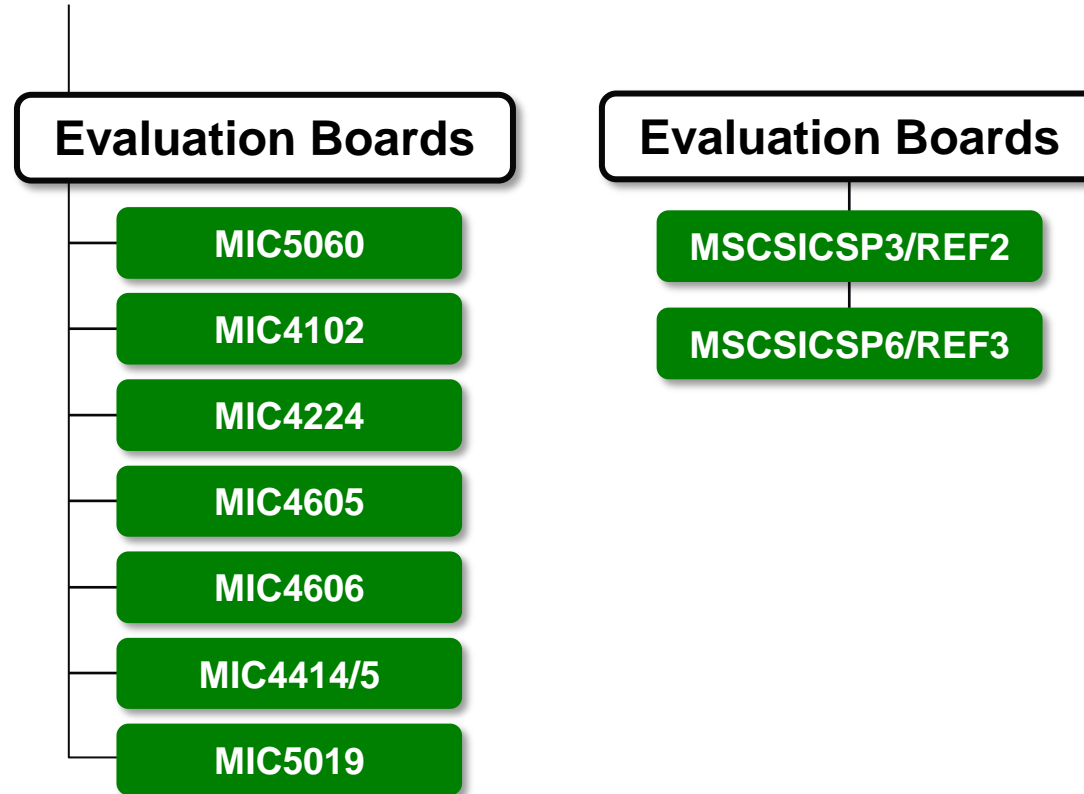 Evaluation Boards
MIC5060
MIC4102
MIC4224
MIC4605
MIC4606
MIC4414/5
MIC5019
Evaluation Boards
MSCSICSP3/REF2
MSCSICSP6/REF3